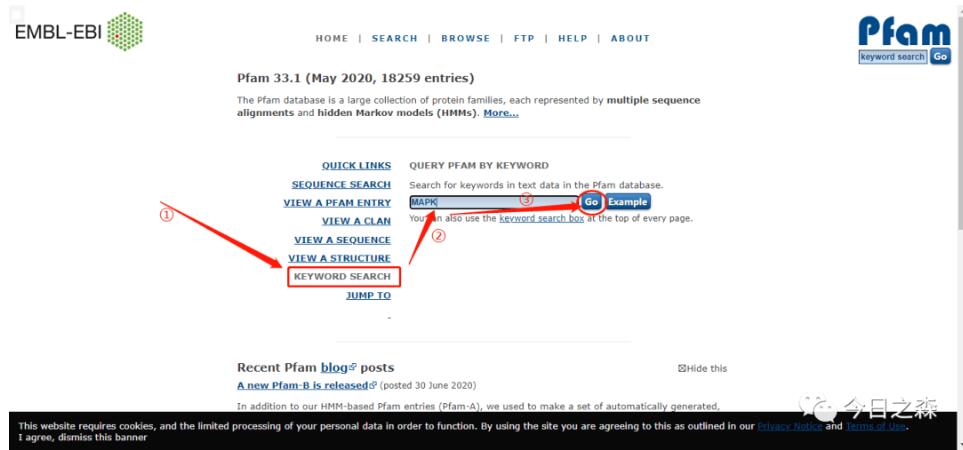 EMBL-EBI
HOME | SEARCH | BROWSE | FTP | HELP | ABOUT
Pfam
keyword search Go
Pfam 33.1 (May 2020, 18259 entries)
The Pfam database is a large collection of protein families, each represented by multiple sequence
alignments and hidden Markov models (HMMs). More...
QUICK LINKS
SEQUENCE SEARCH
VIEW A PFAM ENTRY
VIEW A CLAN
VIEW A SEQUENCE
VIEW A STRUCTURE
KEYWORD SEARCH
JUMP TO
-
QUERY PFAM BY KEYWORD
Search for keywords in text data in the Pfam database.
MAPK Go Example
You can also use the keyword search box at the top of every page.
①
②
③
Recent Pfam blog posts
☒Hide this
A new Pfam-B is released (posted 30 June 2020)
In addition to our HMM-based Pfam entries (Pfam-A), we used to make a set of automatically generated,
今日之森
This website requires cookies, and the limited processing of your personal data in order to function. By using the site you are agreeing to this as outlined in our Privacy Notice and Terms of Use.
I agree, dismiss this banner